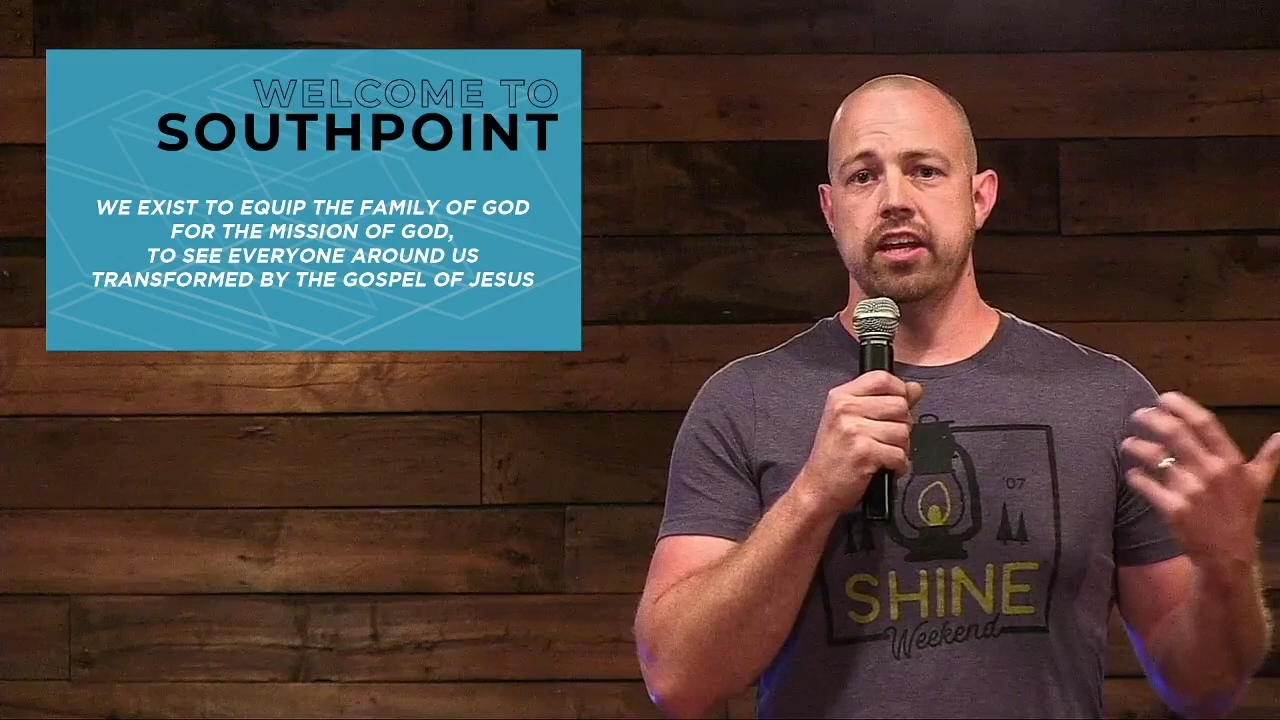 WELCOME TO
SOUTHPOINT
WE EXIST TO EQUIP THE FAMILY OF GOD
FOR THE MISSION OF GOD,
TO SEE EVERYONE AROUND US
TRANSFORMED BY THE GOSPEL OF JESUS
'07
SHINE
Weekend